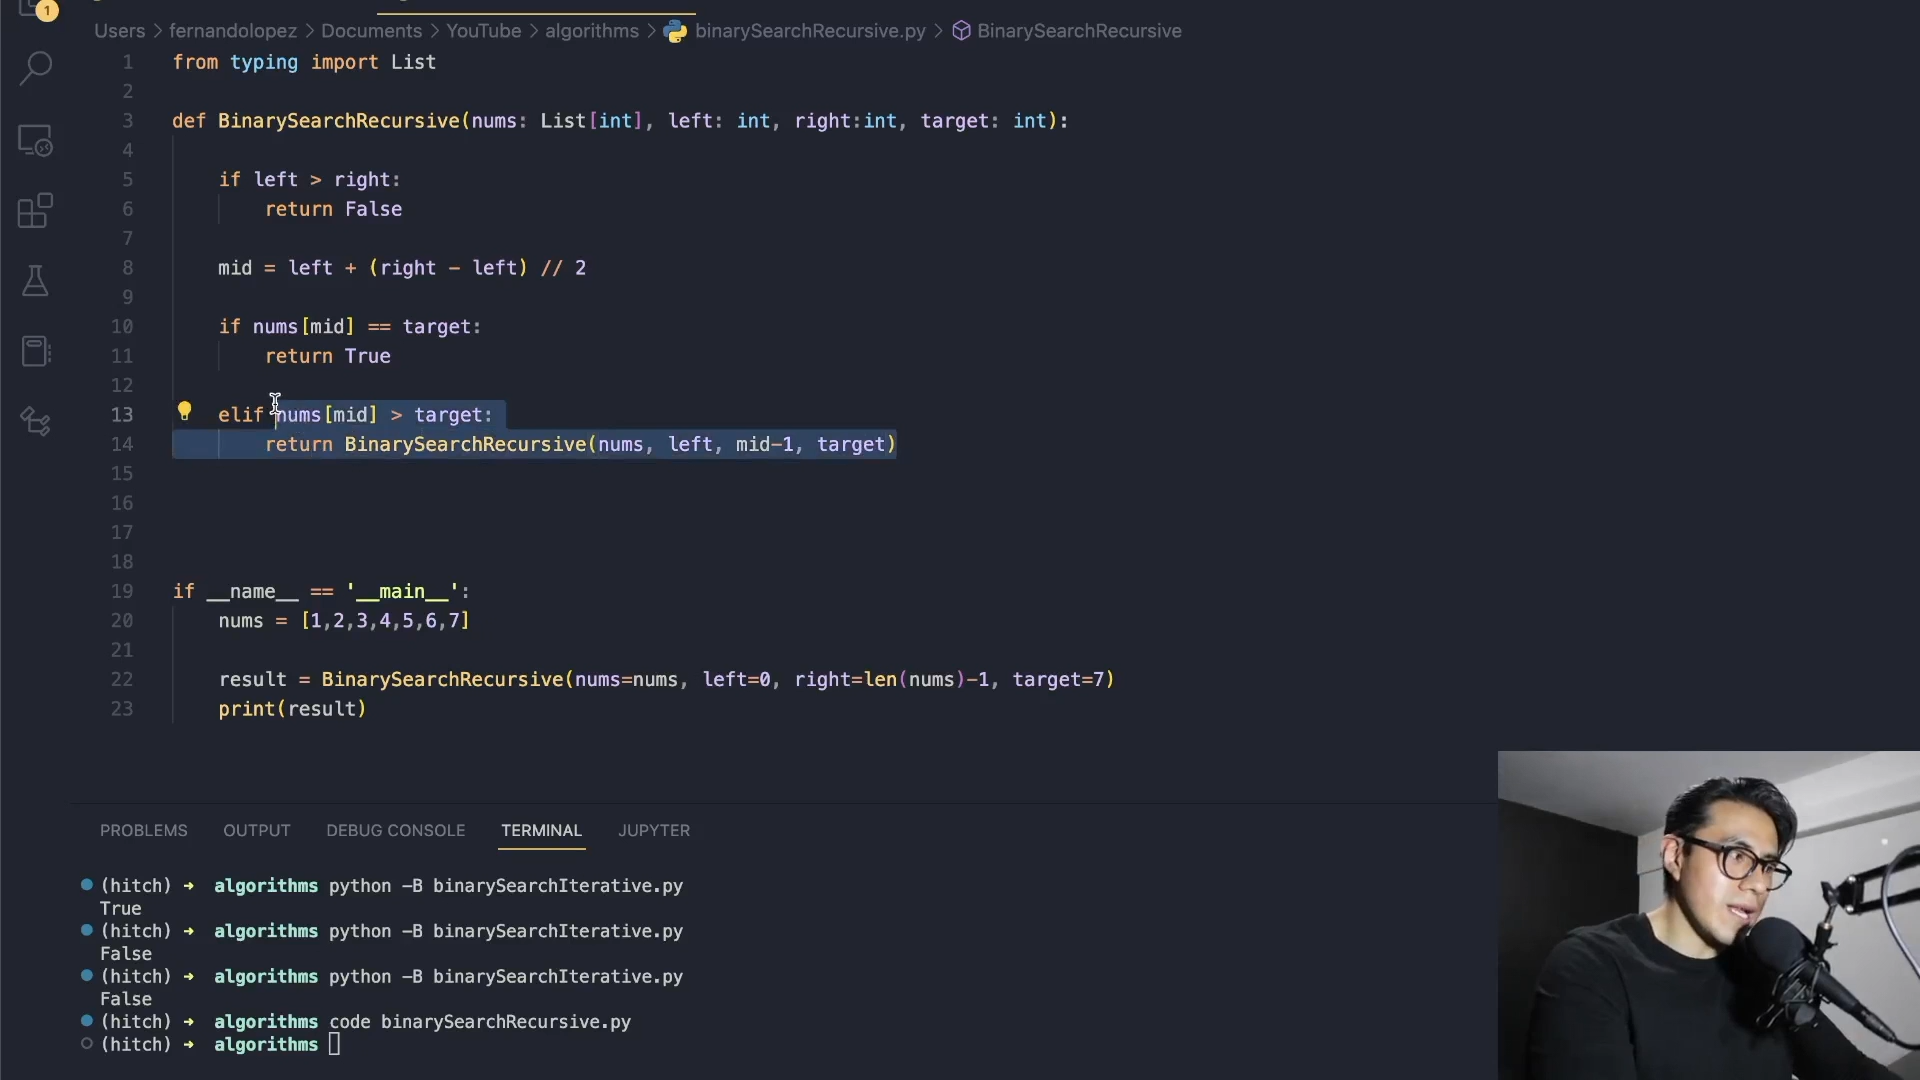 1
Users > fernandolopez > Documents > YouTube > algorithms > binarySearchRecursive.py > BinarySearchRecursive
1 from typing import List
2
3 def BinarySearchRecursive(nums: List[int], left: int, right:int, target: int):
4
5 if left > right:
6 return False
7
8 mid = left + (right - left) // 2
9
10 if nums[mid] == target:
11 return True
12
13 elif nums[mid] > target:
14 return BinarySearchRecursive(nums, left, mid-1, target)
15
16
17
18
19 if __name__ == '__main__':
20 nums = [1,2,3,4,5,6,7]
21
22 result = BinarySearchRecursive(nums=nums, left=0, right=len(nums)-1, target=7)
23 print(result)
PROBLEMS OUTPUT DEBUG CONSOLE TERMINAL JUPYTER
(hitch) → algorithms python -B binarySearchIterative.py
True
(hitch) → algorithms python -B binarySearchIterative.py
False
(hitch) → algorithms python -B binarySearchIterative.py
False
(hitch) → algorithms code binarySearchRecursive.py
(hitch) → algorithms